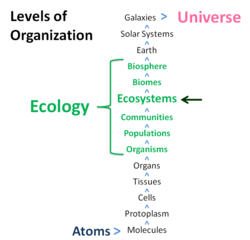 Levels of
Organization
Galaxies > Universe
^
Solar Systems
^
Earth
^
Biosphere
^
Biomes
^
Ecology
Ecosystems
^
Communities
^
Populations
^
Organisms
^
Organs
^
Tissues
^
Cells
^
Protoplasm
^
Atoms > Molecules